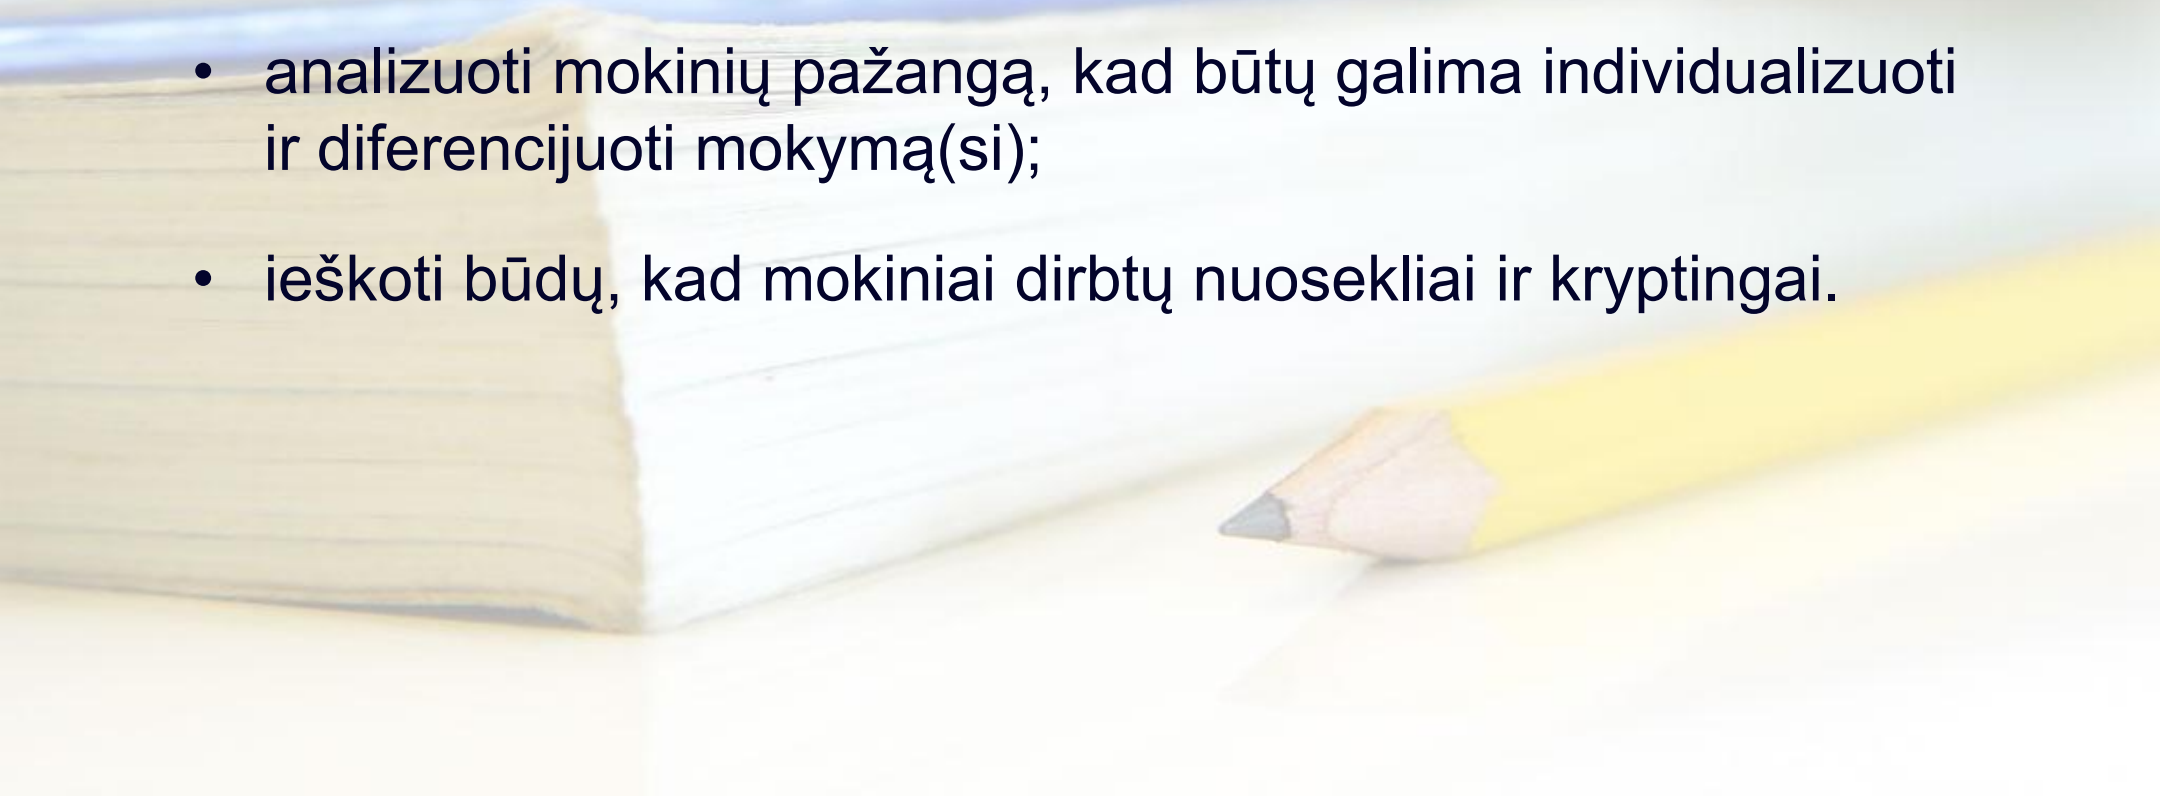 • analizuoti mokinių pažangą, kad būtų galima individualizuoti
ir diferencijuoti mokymą(si);
• ieškoti būdų, kad mokiniai dirbtų nuosekliai ir kryptingai.